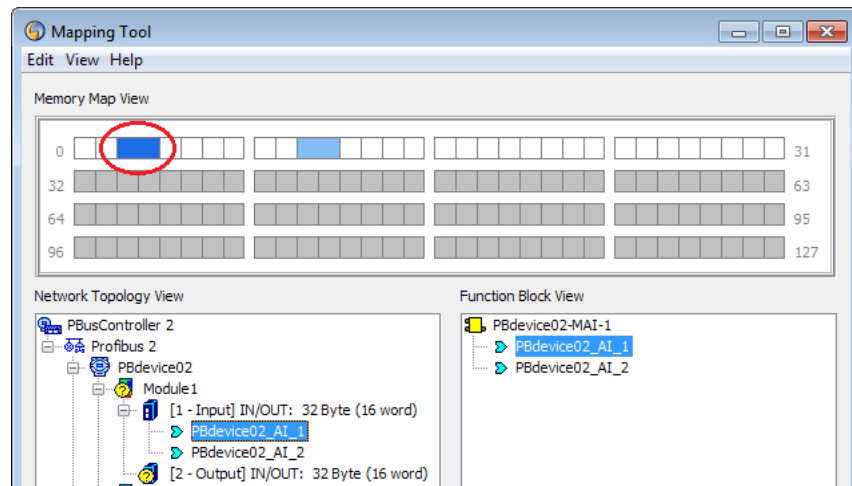 Mapping Tool
Edit View Help
Memory Map View
0 31
32 63
64 95
96 127
Network Topology View
PBusController 2
Profibus 2
PBdevice02
Module1
[1 - Input] IN/OUT: 32 Byte (16 word)
PBdevice02_AI_1
PBdevice02_AI_2
[2 - Output] IN/OUT: 32 Byte (16 word)
Function Block View
PBdevice02-MAI-1
PBdevice02_AI_1
PBdevice02_AI_2